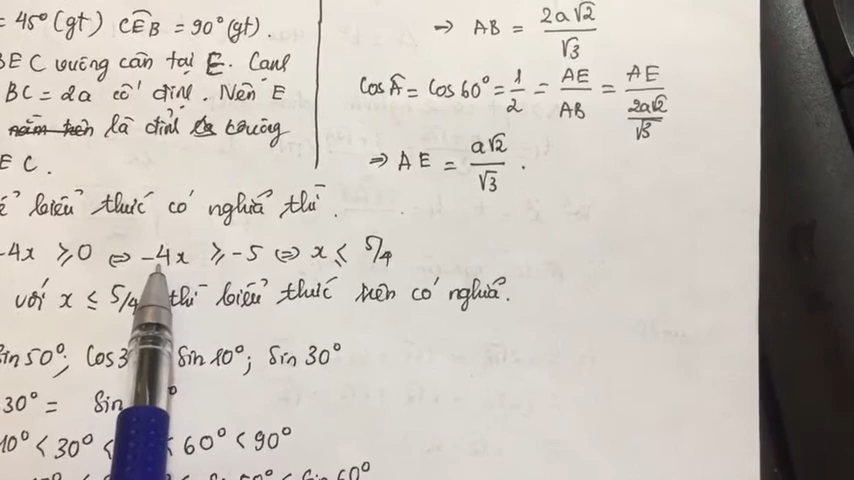 = 45° (gt) CEB = 90° (gt).
BEC vuông cân tại E. Cạnh
BC = 2a cố định. Nên E
là đỉnh vuông
EC.
⇒ AB = 2a√2/√3
Cos A = Cos 60° = 1/2 = AE/AB = AE/(2a√2/√3)
⇒ AE = a√2/√3.
biểu thức có nghĩa thì.
-4x ≥ 0 ⇔ -4x ≥ -5 ⇔ x ≤ 5/4
với x ≤ 5/4 thì biểu thức trên có nghĩa.
Sin 50°; Cos 3 Sin 10°; Sin 30°
30° = Sin
10° < 30° < < 60° < 90°
< Sin 60°